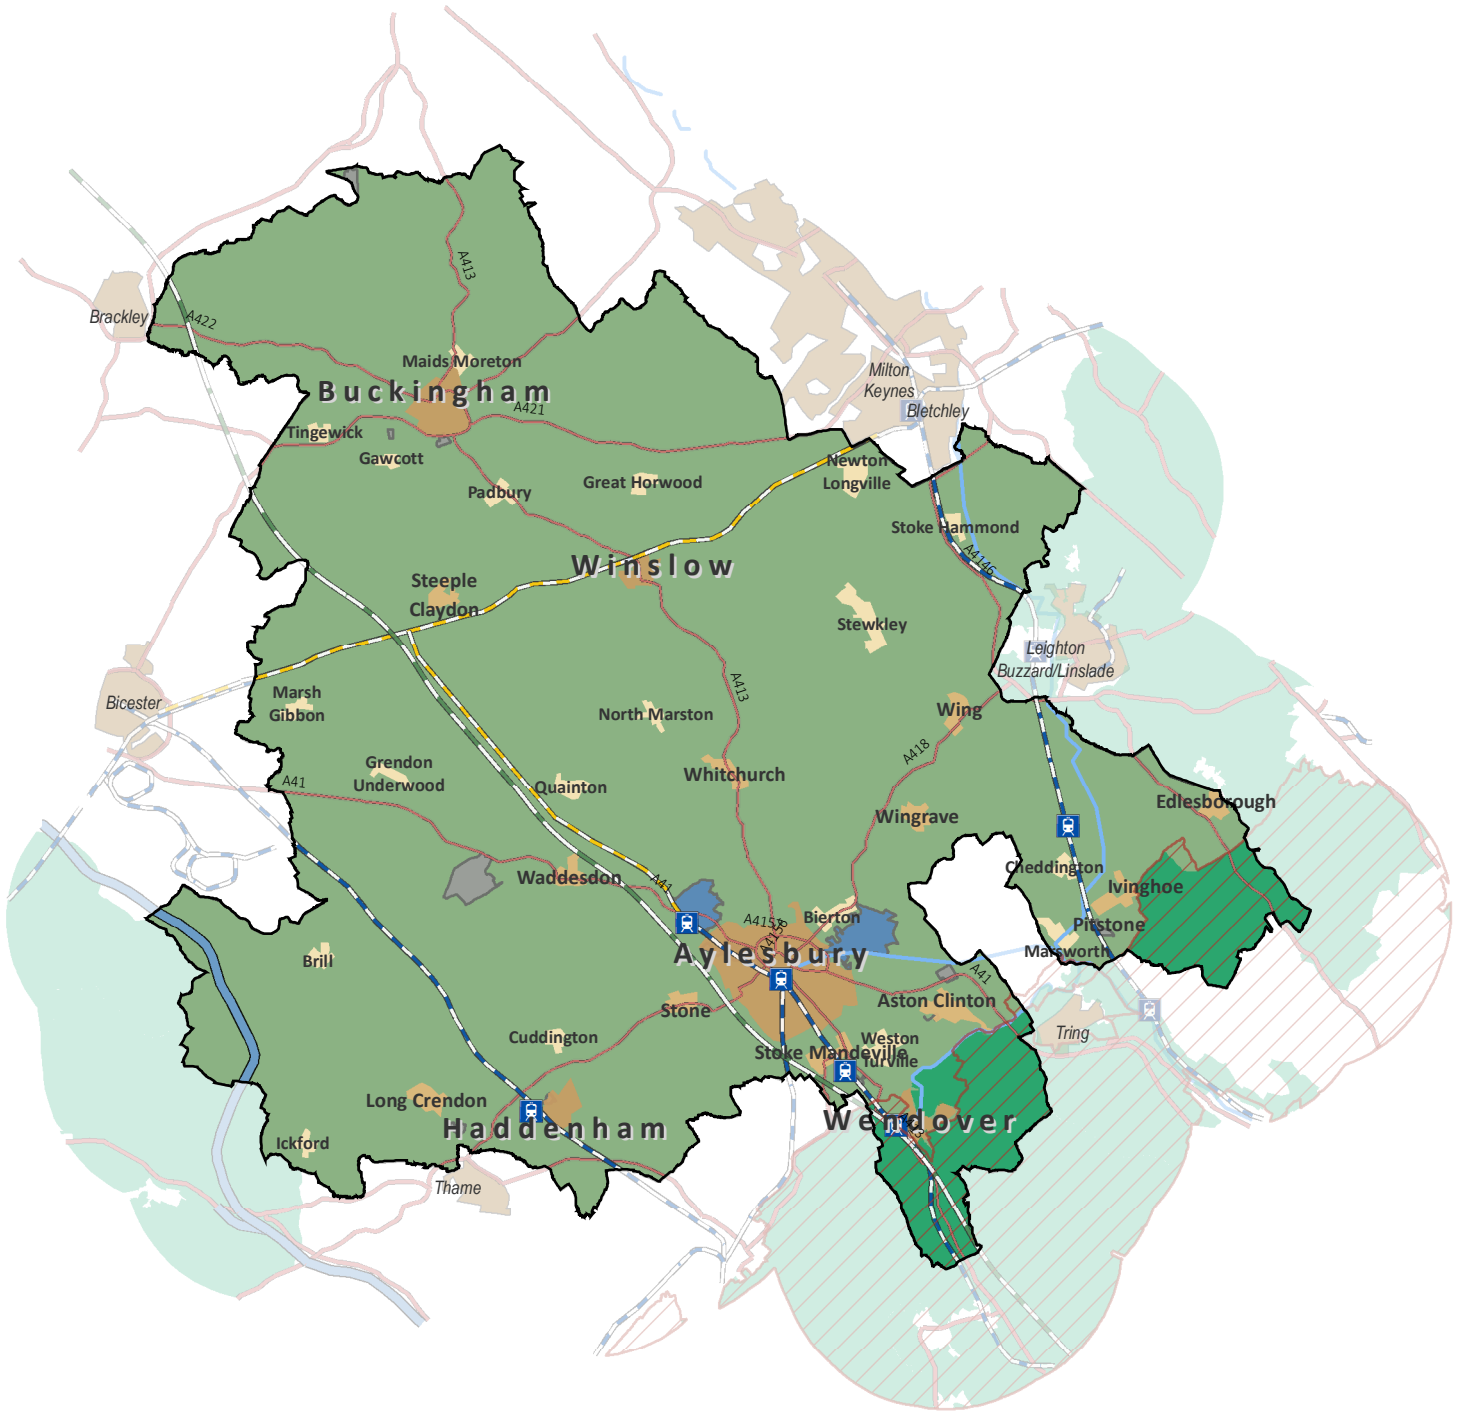 A413
Brackley
A422
Maids Moreton
Buckingham
Milton
Keynes
Bletchley
A421
Tingewick
Gawcott
Newton
Longville
Padbury
Great Horwood
Stoke Hammond
A4146
Winslow
Steeple
Claydon
Stewkley
Leighton
Buzzard/Linslade
Bicester
Marsh
Gibbon
A413
North Marston
Wing
A418
Grendon
Underwood
A41
Quainton
Whitchurch
Edlesborough
Wingrave
Cheddington
Waddesdon
A41
Ivinghoe
Bierton
A4157
Pitstone
Aylesbury
Marsworth
Brill
A41
Aston Clinton
Stone
Tring
Cuddington
Weston
Turville
Stoke Mandeville
Long Crendon
Haddenham
Wendover
Ickford
Thame